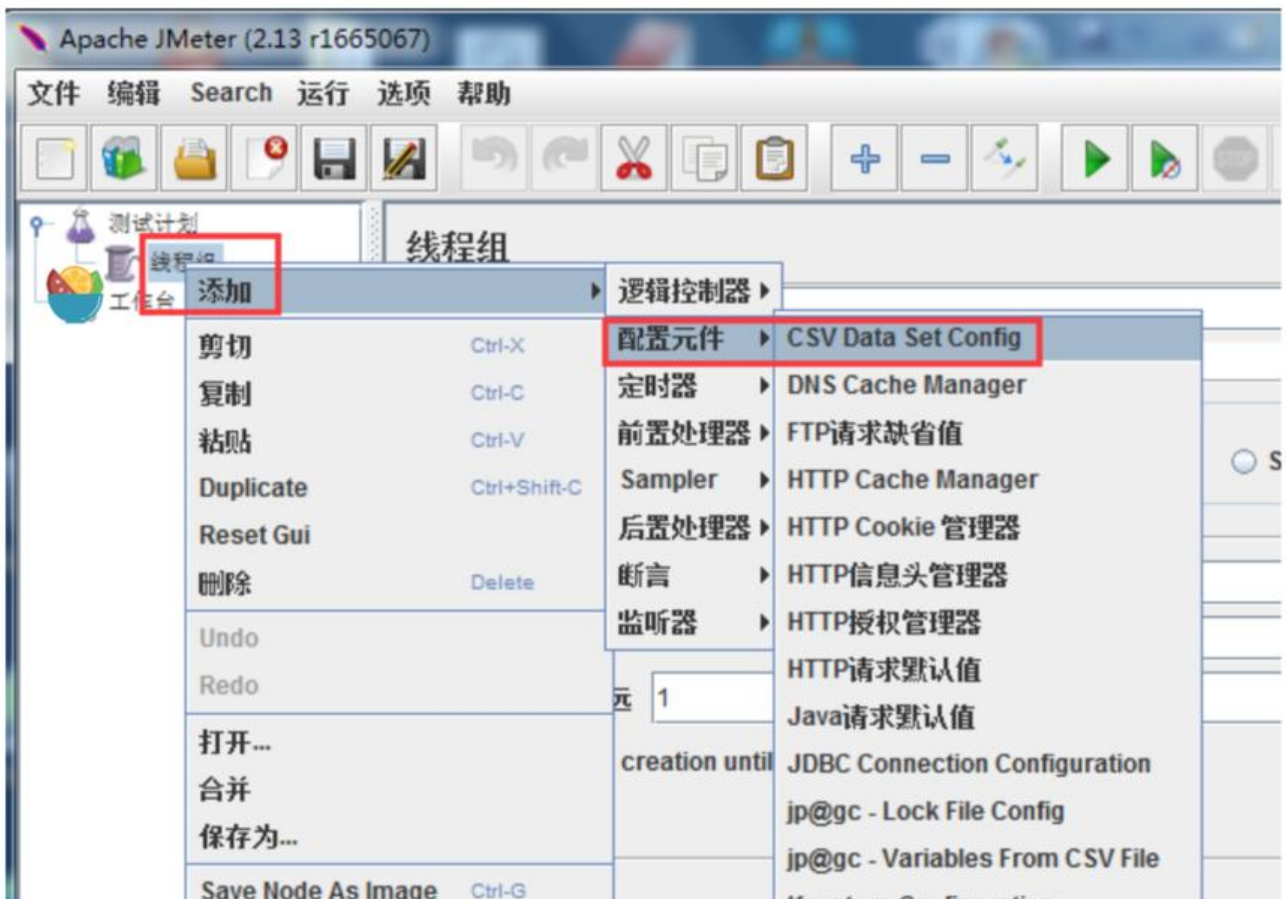 Apache JMeter (2.13 r1665067)
文件 编辑 Search 运行 选项 帮助
STOP
测试计划
线程组
工作台
线程组
添加
剪切 Ctrl-X
复制 Ctrl-C
粘贴 Ctrl-V
Duplicate Ctrl+Shift-C
Reset Gui
删除 Delete
Undo
Redo
打开...
合并
保存为...
Save Node As Image Ctrl-G
逻辑控制器
配置元件
定时器
前置处理器
Sampler
后置处理器
断言
监听器
远 1
creation until
CSV Data Set Config
DNS Cache Manager
FTP请求缺省值
HTTP Cache Manager
HTTP Cookie 管理器
HTTP信息头管理器
HTTP授权管理器
HTTP请求默认值
Java请求默认值
JDBC Connection Configuration
jp@gc - Lock File Config
jp@gc - Variables From CSV File
S